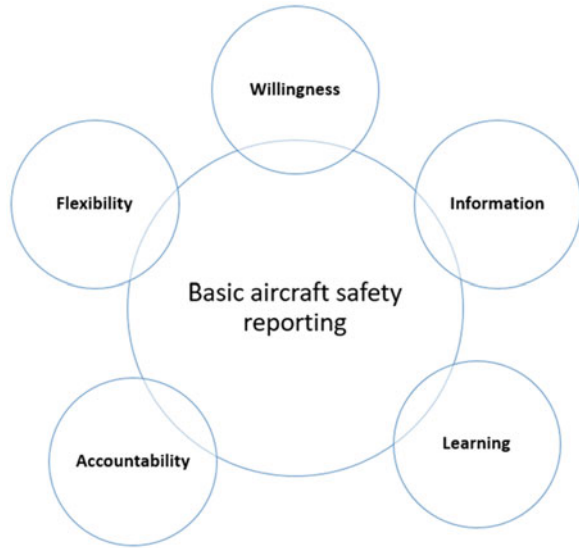 Willingness
Flexibility
Information
Basic aircraft safety
reporting
Accountability
Learning